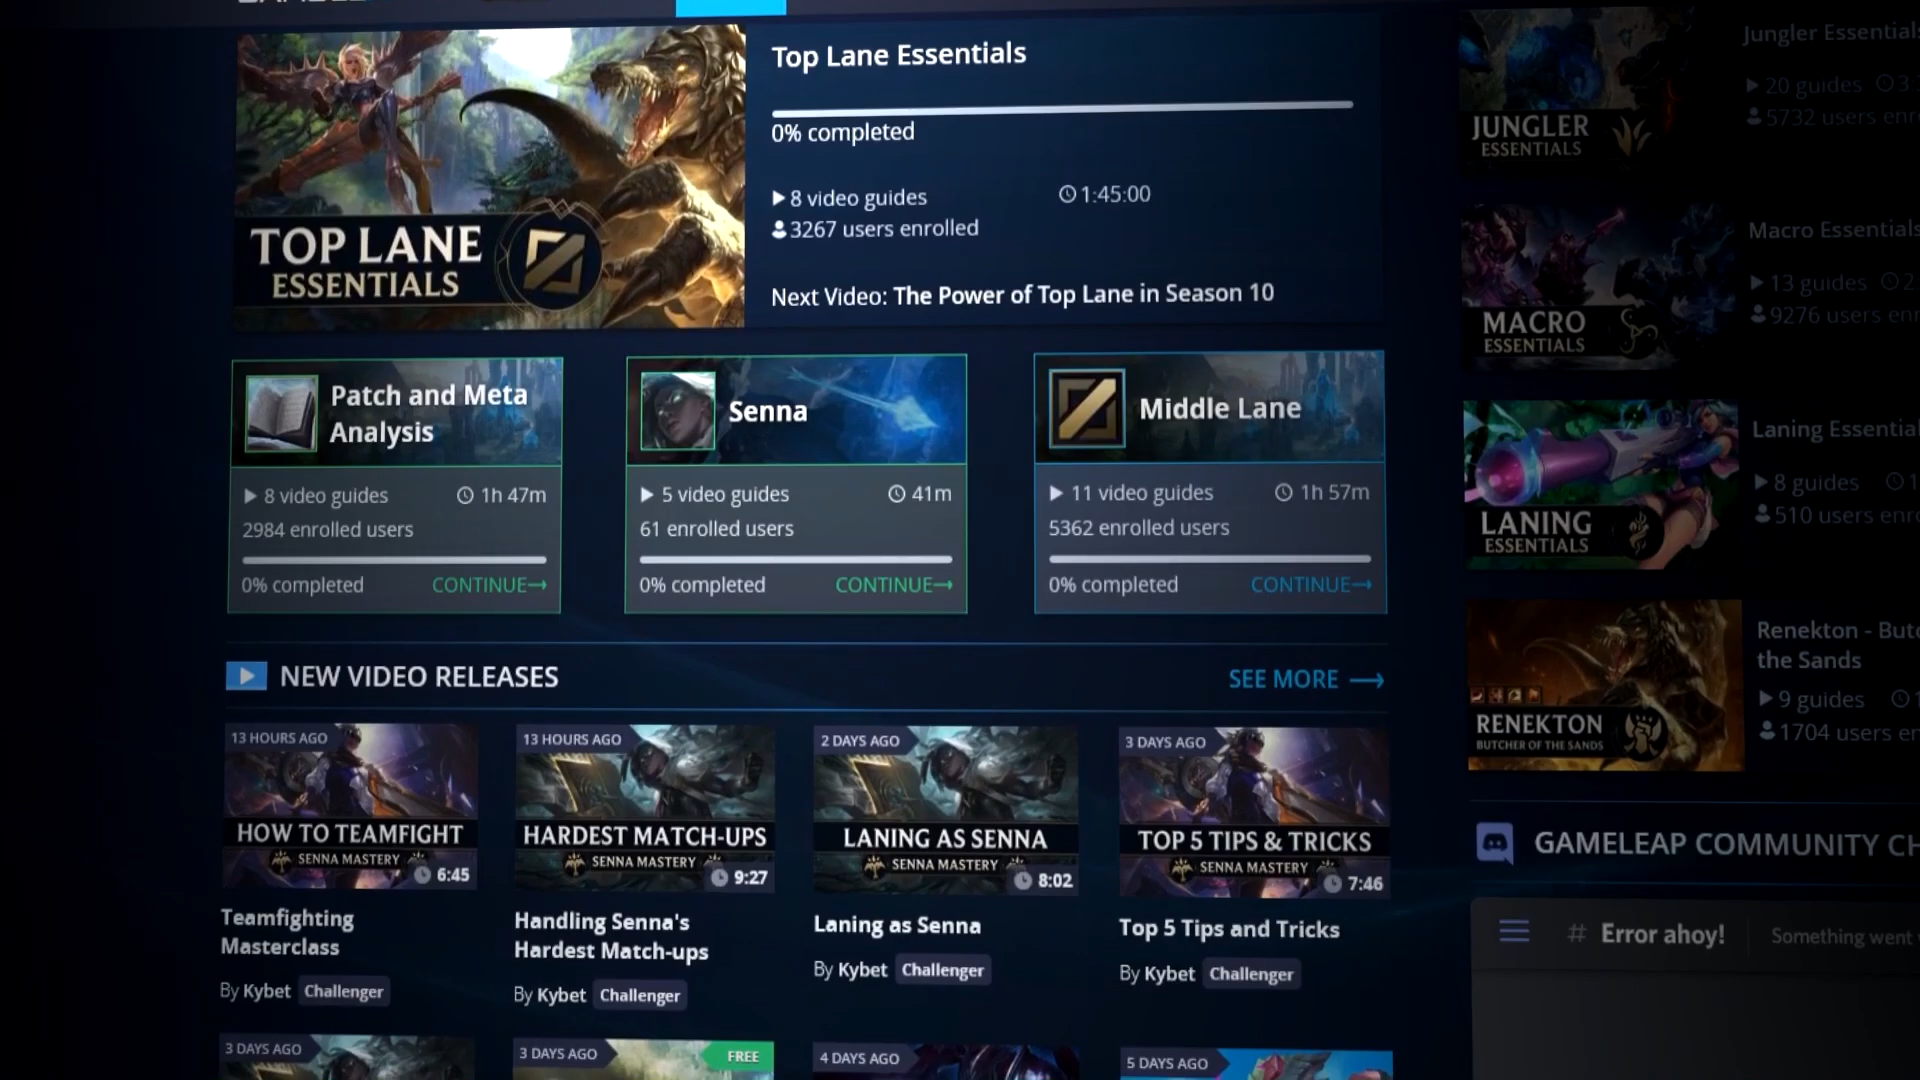 Top Lane Essentials
0% completed
8 video guides
1:45:00
3267 users enrolled
Next Video: The Power of Top Lane in Season 10
TOP LANE
ESSENTIALS
Patch and Meta
Analysis
8 video guides
1h 47m
2984 enrolled users
0% completed
CONTINUE→
Senna
5 video guides
41m
61 enrolled users
0% completed
CONTINUE→
Middle Lane
11 video guides
1h 57m
5362 enrolled users
0% completed
CONTINUE→
NEW VIDEO RELEASES
SEE MORE →
13 HOURS AGO
HOW TO TEAMFIGHT
SENNA MASTERY
6:45
Teamfighting
Masterclass
By Kybet Challenger
13 HOURS AGO
HARDEST MATCH-UPS
SENNA MASTERY
9:27
Handling Senna's
Hardest Match-ups
By Kybet Challenger
2 DAYS AGO
LANING AS SENNA
SENNA MASTERY
8:02
Laning as Senna
By Kybet Challenger
3 DAYS AGO
TOP 5 TIPS & TRICKS
SENNA MASTERY
7:46
Top 5 Tips and Tricks
By Kybet Challenger
3 DAYS AGO
3 DAYS AGO
FREE
4 DAYS AGO
5 DAYS AGO
JUNGLER
ESSENTIALS
Jungler Essentials
20 guides
5732 users
MACRO
ESSENTIALS
Macro Essentials
13 guides
9276 users
LANING
ESSENTIALS
Laning
8 guides
510 users
RENEKTON
BUTCHER OF THE SANDS
Renekton -
the Sands
9 guides
1704 users
GAMELEAP COMMUNITY
# Error ahoy!
Something went